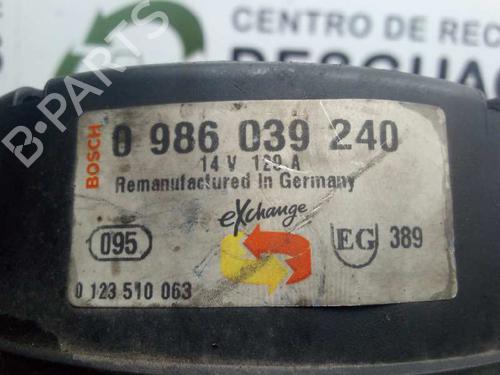 CENTRO DE REC
DESGUA
B-PARTS
BOSCH
0 986 039 240
14 V 120 A
Remanufactured in Germany
eXchange
095
EG 389
0 123 510 063